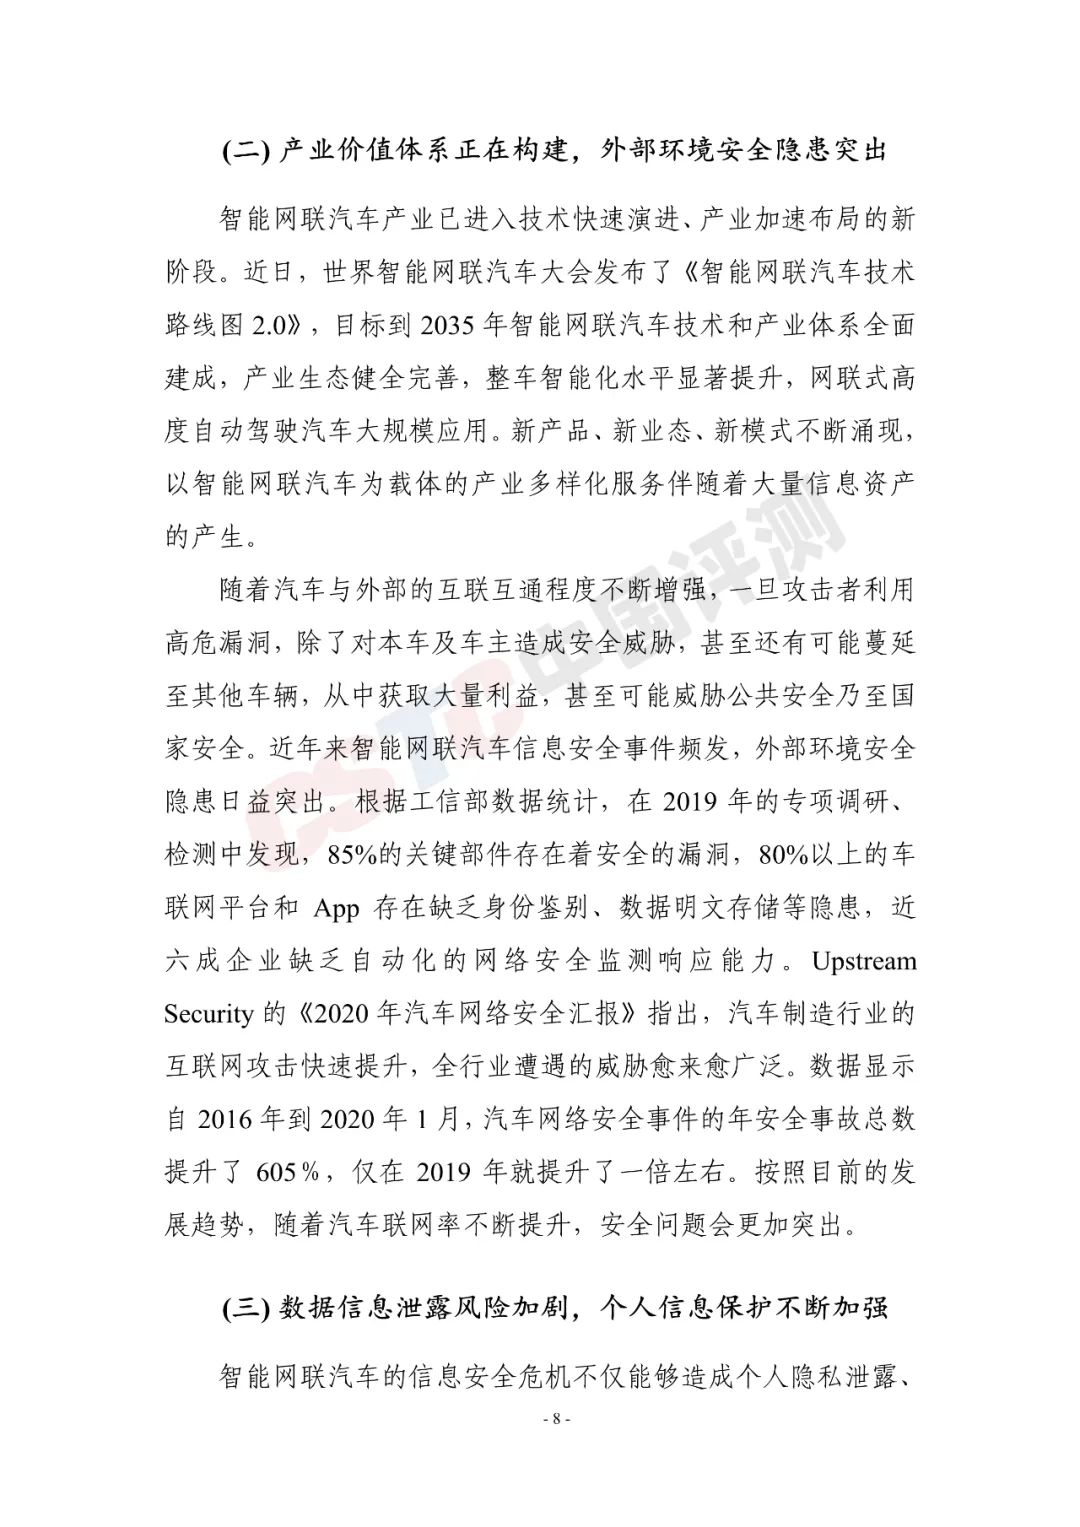 (二) 产业价值体系正在构建，外部环境安全隐患突出
智能网联汽车产业已进入技术快速演进、产业加速布局的新
阶段。近日，世界智能网联汽车大会发布了《智能网联汽车技术
路线图 2.0》，目标到 2035 年智能网联汽车技术和产业体系全面
建成，产业生态健全完善，整车智能化水平显著提升，网联式高
度自动驾驶汽车大规模应用。新产品、新业态、新模式不断涌现，
以智能网联汽车为载体的产业多样化服务伴随着大量信息资产
的产生。
随着汽车与外部的互联互通程度不断增强，一旦攻击者利用
高危漏洞，除了对本车及车主造成安全威胁，甚至还有可能蔓延
至其他车辆，从中获取大量利益，甚至可能威胁公共安全乃至国
家安全。近年来智能网联汽车信息安全事件频发，外部环境安全
隐患日益突出。根据工信部数据统计，在 2019 年的专项调研、
检测中发现，85%的关键部件存在着安全的漏洞，80%以上的车
联网平台和 App 存在缺乏身份鉴别、数据明文存储等隐患，近
六成企业缺乏自动化的网络安全监测响应能力。Upstream
Security 的《2020 年汽车网络安全汇报》指出，汽车制造行业的
互联网攻击快速提升，全行业遭遇的威胁愈来愈广泛。数据显示
自 2016 年到 2020 年 1 月，汽车网络安全事件的年安全事故总数
提升了 605％，仅在 2019 年就提升了一倍左右。按照目前的发
展趋势，随着汽车联网率不断提升，安全问题会更加突出。
(三) 数据信息泄露风险加剧，个人信息保护不断加强
智能网联汽车的信息安全危机不仅能够造成个人隐私泄露、
- 8 -
CSTC中国评测